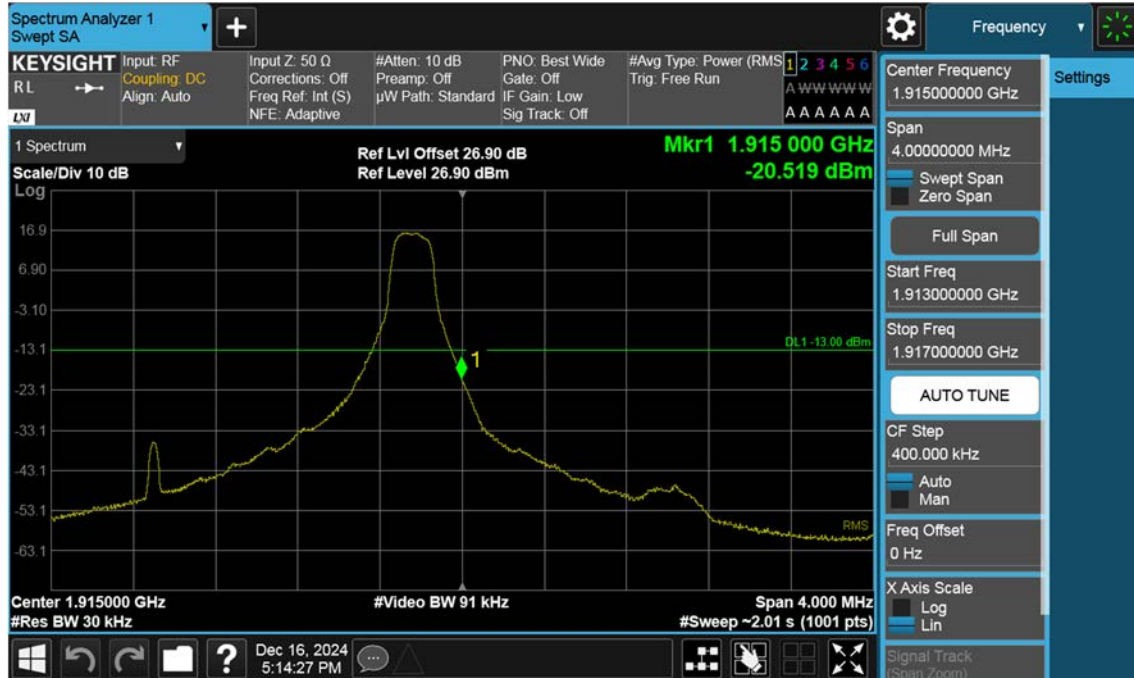 Spectrum Analyzer 1
Swept SA
Frequency
KEYSIGHT
RL
LXI
Input: RF
Coupling: DC
Align: Auto
Input Z: 50 Ω
Corrections: Off
Freq Ref: Int (S)
NFE: Adaptive
#Atten: 10 dB
Preamp: Off
µW Path: Standard
PNO: Best Wide
Gate: Off
IF Gain: Low
Sig Track: Off
#Avg Type: Power (RMS
Trig: Free Run
1 2 3 4 5 6
A W W W W W
A A A A A A
1 Spectrum
Scale/Div 10 dB
Ref Lvl Offset 26.90 dB
Ref Level 26.90 dBm
Mkr1 1.915 000 GHz
-20.519 dBm
Log
16.9
6.90
-3.10
-13.1
-23.1
-33.1
-43.1
-53.1
-63.1
DL1 -13.00 dBm
1
RMS
Center 1.915000 GHz
#Res BW 30 kHz
#Video BW 91 kHz
Span 4.000 MHz
#Sweep ~2.01 s (1001 pts)
Dec 16, 2024
5:14:27 PM
?
Center Frequency
1.915000000 GHz
Settings
Span
4.00000000 MHz
Swept Span
Zero Span
Full Span
Start Freq
1.913000000 GHz
Stop Freq
1.917000000 GHz
AUTO TUNE
CF Step
400.000 kHz
Auto
Man
Freq Offset
0 Hz
X Axis Scale
Log
Lin
Signal Track
(Span Zoom)